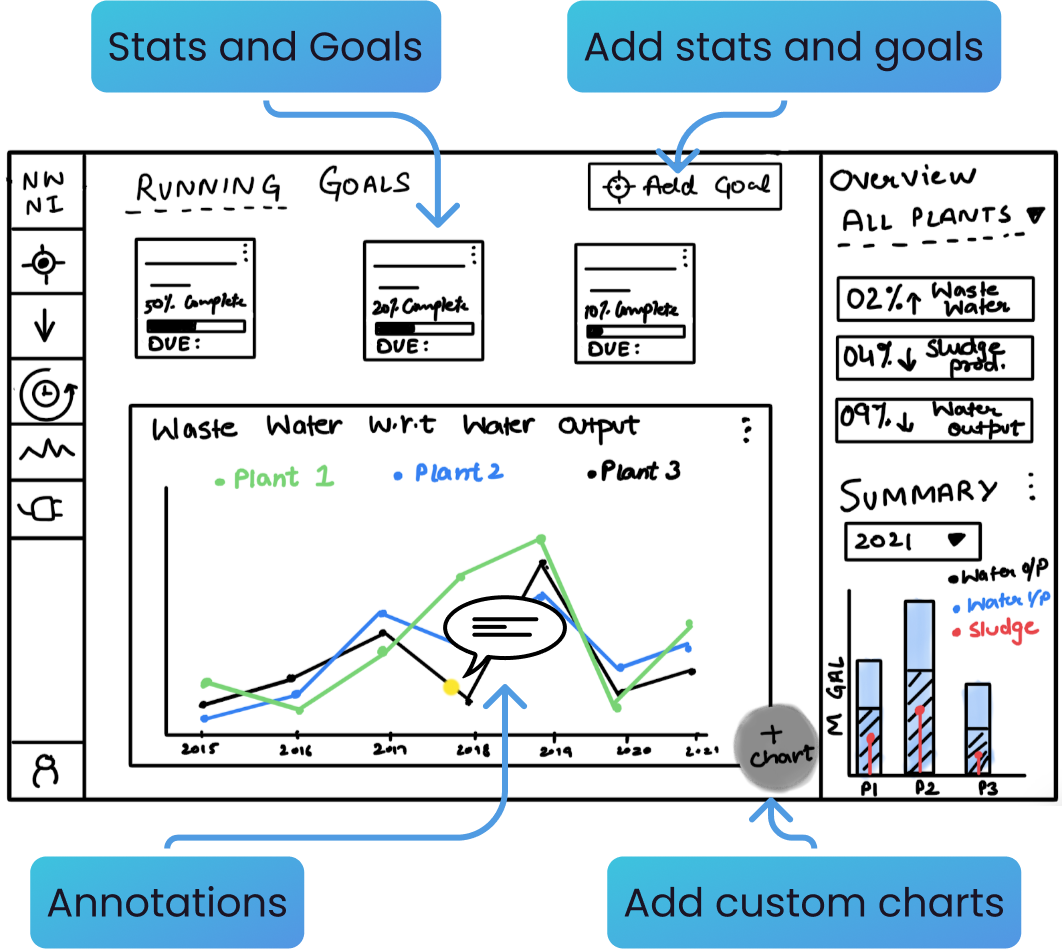 Stats and Goals
Add stats and goals
NW
NI
RUNNING GOALS
Add Goal
50% Complete
DUE:
20% Complete
DUE:
10% Complete
DUE:
Waste Water w.r.t Water output
Plant 1
Plant 2
Plant 3
2015
2016
2017
2018
2019
2020
2021
+
chart
Overview
ALL PLANTS
02%↑ Waste
Water
04%↓ Sludge
prod.
09%↓ Water
output
SUMMARY
2021
Water o/p
Water i/p
Sludge
M GAL
P1
P2
P3
Annotations
Add custom charts